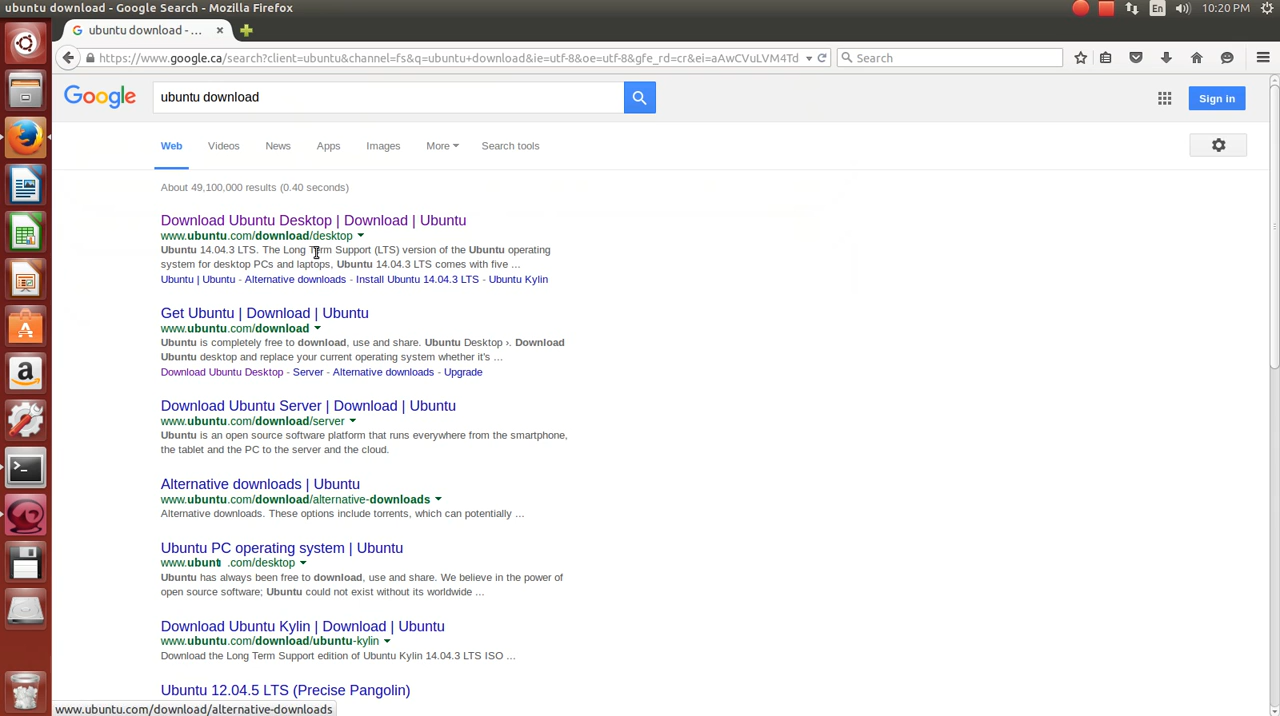 ubuntu download - Google Search - Mozilla Firefox
En
10:20 PM
ubuntu download - ...
https://www.google.ca/search?client=ubuntu&channel=fs&q=ubuntu+download&ie=utf-8&oe=utf-8&gfe_rd=cr&ei=aAwCVuLVM4Td
Search
Google
ubuntu download
Sign in
Web
Videos
News
Apps
Images
More
Search tools
About 49,100,000 results (0.40 seconds)
Download Ubuntu Desktop | Download | Ubuntu
www.ubuntu.com/download/desktop
Ubuntu 14.04.3 LTS. The Long Term Support (LTS) version of the Ubuntu operating
system for desktop PCs and laptops, Ubuntu 14.04.3 LTS comes with five ...
Ubuntu | Ubuntu - Alternative downloads - Install Ubuntu 14.04.3 LTS - Ubuntu Kylin
Get Ubuntu | Download | Ubuntu
www.ubuntu.com/download
Ubuntu is completely free to download, use and share. Ubuntu Desktop ›. Download
Ubuntu desktop and replace your current operating system whether it's ...
Download Ubuntu Desktop - Server - Alternative downloads - Upgrade
Download Ubuntu Server | Download | Ubuntu
www.ubuntu.com/download/server
Ubuntu is an open source software platform that runs everywhere from the smartphone,
the tablet and the PC to the server and the cloud.
Alternative downloads | Ubuntu
www.ubuntu.com/download/alternative-downloads
Alternative downloads. These options include torrents, which can potentially ...
Ubuntu PC operating system | Ubuntu
www.ubuntu.com/desktop
Ubuntu has always been free to download, use and share. We believe in the power of
open source software; Ubuntu could not exist without its worldwide ...
Download Ubuntu Kylin | Download | Ubuntu
www.ubuntu.com/download/ubuntu-kylin
Download the Long Term Support edition of Ubuntu Kylin 14.04.3 LTS ISO ...
Ubuntu 12.04.5 LTS (Precise Pangolin)
www.ubuntu.com/download/alternative-downloads